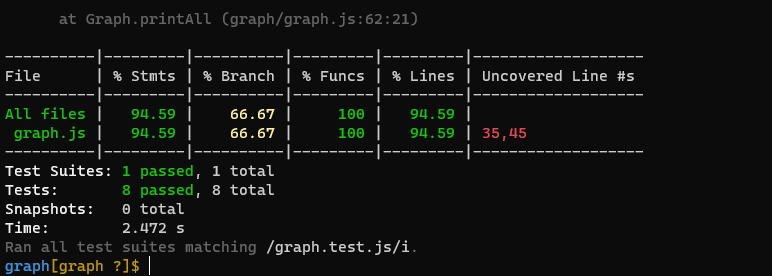 at Graph.printAll (graph/graph.js:62:21)
----------|---------|----------|---------|---------|-------------------
File      | % Stmts | % Branch | % Funcs | % Lines | Uncovered Line #s
----------|---------|----------|---------|---------|-------------------
All files |   94.59 |    66.67 |     100 |   94.59 |
 graph.js |   94.59 |    66.67 |     100 |   94.59 | 35,45
----------|---------|----------|---------|---------|-------------------
Test Suites: 1 passed, 1 total
Tests:       8 passed, 8 total
Snapshots:   0 total
Time:        2.472 s
Ran all test suites matching /graph.test.js/i.
graph[graph ?]$